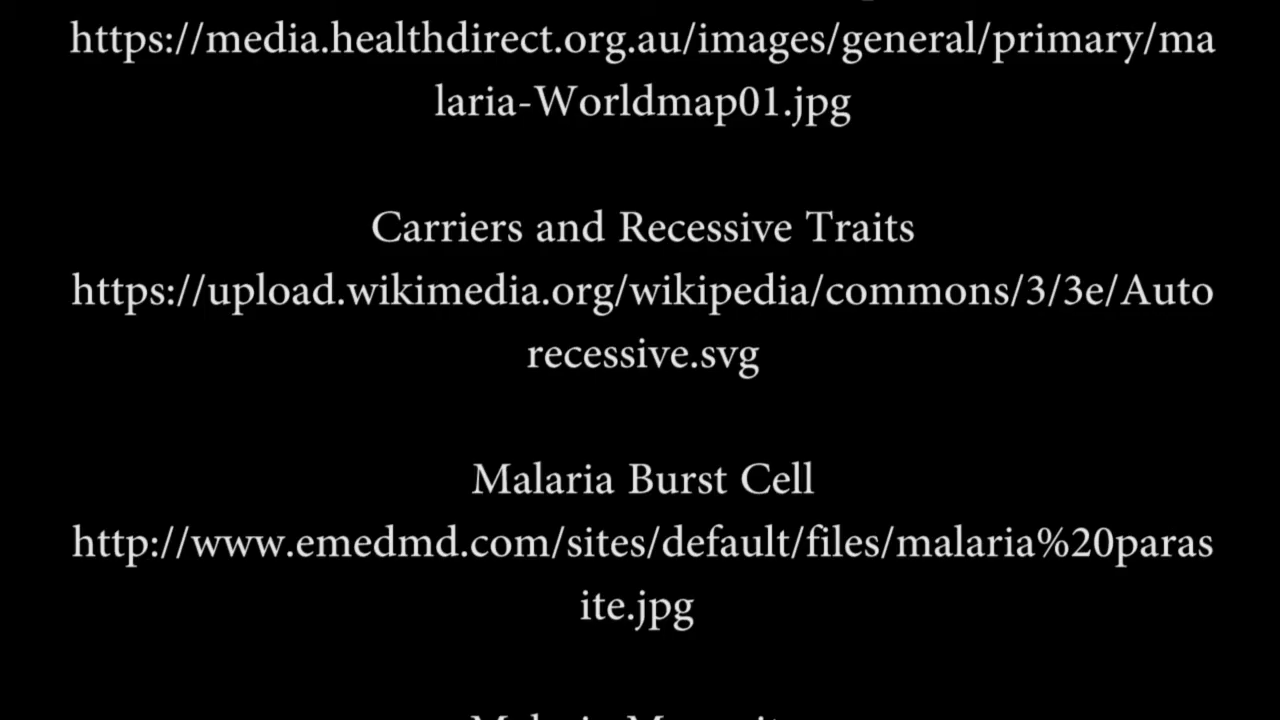 https://media.healthdirect.org.au/images/general/primary/ma
laria-Worldmap01.jpg
Carriers and Recessive Traits
https://upload.wikimedia.org/wikipedia/commons/3/3e/Auto
recessive.svg
Malaria Burst Cell
http://www.emedmd.com/sites/default/files/malaria%20paras
ite.jpg